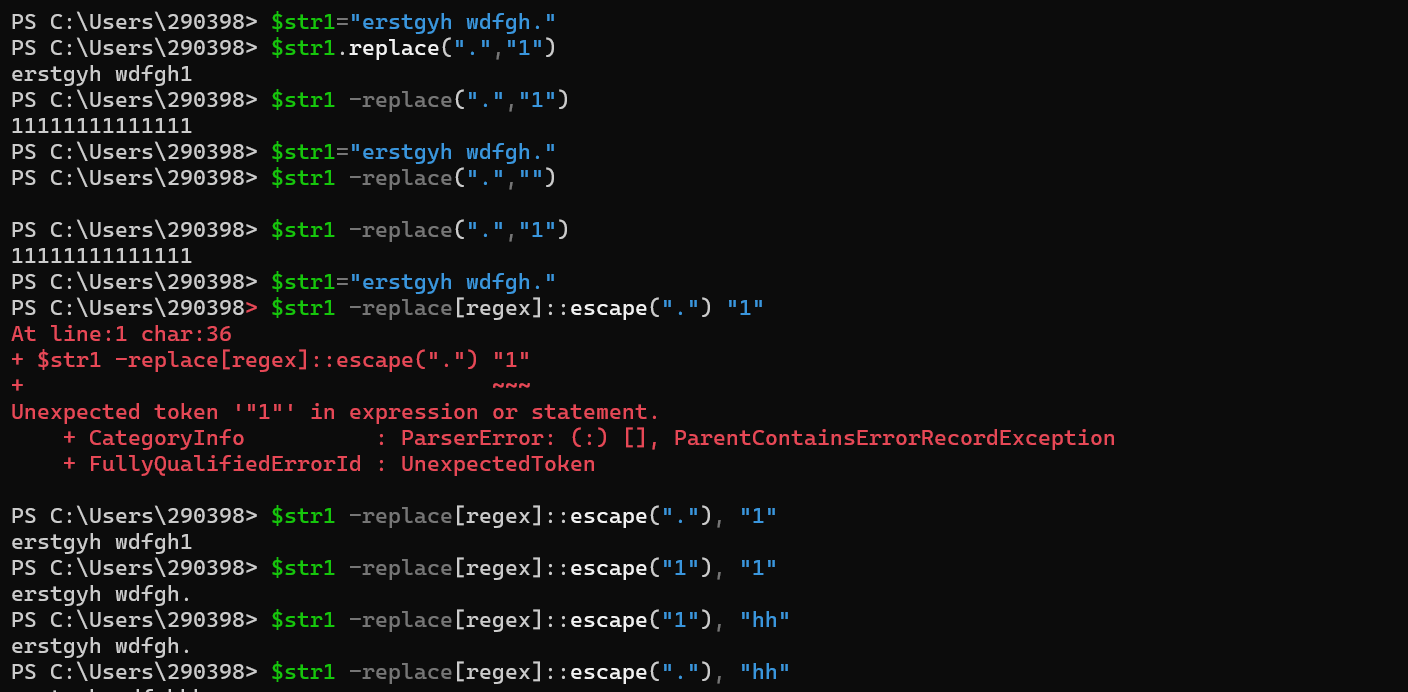 PS C:\Users\290398> $str1="erstgyh wdfgh."
PS C:\Users\290398> $str1.replace(".","1")
erstgyh wdfgh1
PS C:\Users\290398> $str1 -replace(".","1")
11111111111111
PS C:\Users\290398> $str1="erstgyh wdfgh."
PS C:\Users\290398> $str1 -replace(".","")

PS C:\Users\290398> $str1 -replace(".","1")
11111111111111
PS C:\Users\290398> $str1="erstgyh wdfgh."
PS C:\Users\290398> $str1 -replace[regex]::escape(".") "1"
At line:1 char:36
+ $str1 -replace[regex]::escape(".") "1"
+                                    ~~~
Unexpected token '"1"' in expression or statement.
    + CategoryInfo          : ParserError: (:) [], ParentContainsErrorRecordException
    + FullyQualifiedErrorId : UnexpectedToken

PS C:\Users\290398> $str1 -replace[regex]::escape("."), "1"
erstgyh wdfgh1
PS C:\Users\290398> $str1 -replace[regex]::escape("1"), "1"
erstgyh wdfgh.
PS C:\Users\290398> $str1 -replace[regex]::escape("1"), "hh"
erstgyh wdfgh.
PS C:\Users\290398> $str1 -replace[regex]::escape("."), "hh"